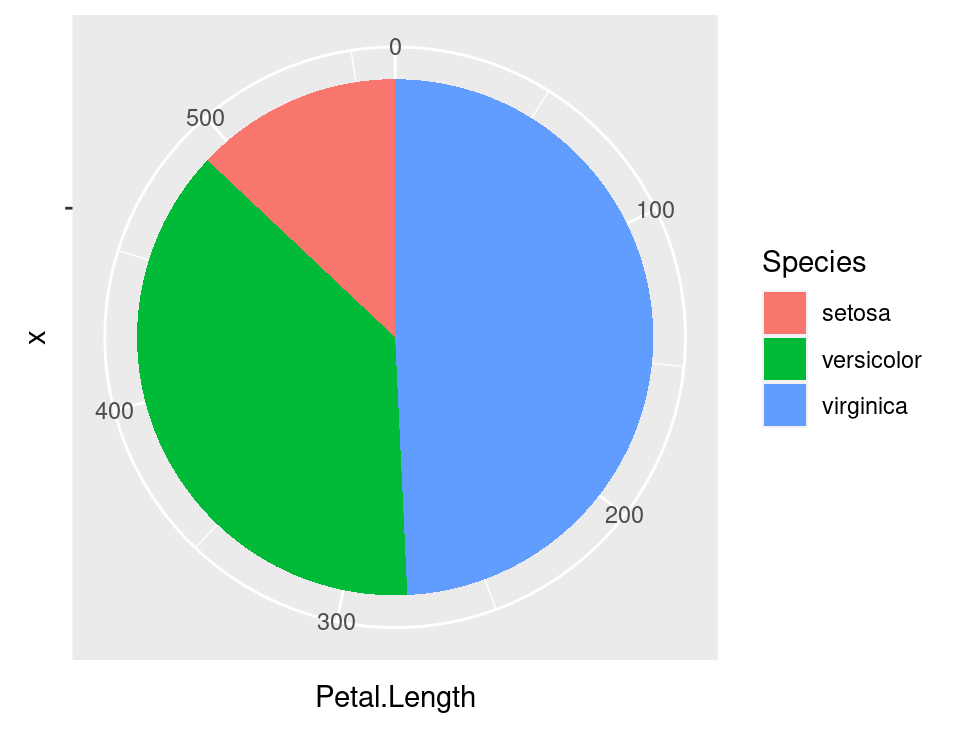 0
500
100
400
200
300
x
Petal.Length
Species
setosa
versicolor
virginica